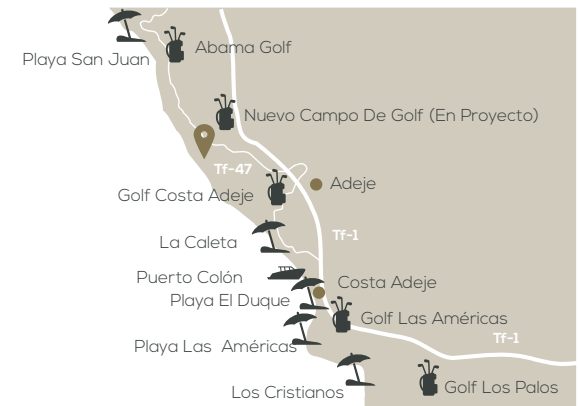 Abama Golf
Playa San Juan
Nuevo Campo De Golf (En Proyecto)
Tf-47
Adeje
Golf Costa Adeje
Tf-1
La Caleta
Puerto Colón
Costa Adeje
Playa El Duque
Golf Las Américas
Tf-1
Playa Las Américas
Golf Los Palos
Los Cristianos